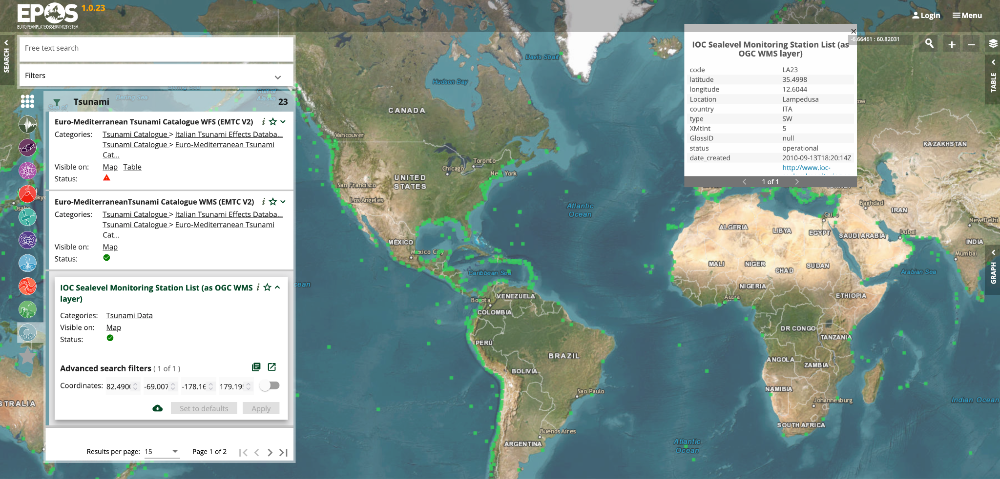 EPOS 1.0.23
EUROPEANPLATEOBSERVINGSYSTEM
Login
Menu
SEARCH
Free text search
Filters
Tsunami 23
Euro-Mediterranean Tsunami Catalogue WFS (EMTC V2)
Categories: Tsunami Catalogue > Italian Tsunami Effects Databa...
Tsunami Catalogue > Euro-Mediterranean Tsunami
Cat...
Visible on: Map Table
Status:
Euro-MediterraneanTsunami Catalogue WMS (EMTC V2)
Categories: Tsunami Catalogue > Italian Tsunami Effects Databa...
Tsunami Catalogue > Euro-Mediterranean Tsunami
Cat...
Visible on: Map
Status:
IOC Sealevel Monitoring Station List (as OGC WMS
layer)
Categories: Tsunami Data
Visible on: Map
Status:
Advanced search filters ( 1 of 1 )
Coordinates: 82.490 -69.007 -178.16 179.19
Set to defaults
Apply
Results per page: 15
Page 1 of 2
-6.66461 : 60.82031
IOC Sealevel Monitoring Station List (as
OGC WMS layer)
code LA23
latitude 35.4998
longitude 12.6044
Location Lampedusa
country ITA
type SW
XMtInt 5
GlossID null
status operational
date_created 2010-09-13T18:20:14Z
http://www.ioc-
1 of 1
TABLE
GRAPH
Bering Sea
Gulf of
Alaska
Sea of
Davis Strait
Hudson Bay
CANADA
Vancouver
Toronto
Chicago
New York
UNITED
STATES
San Francisco
Los Angeles
Atlantic
Ocean
MÉXICO
Mexico City
Caribbean Sea
VENEZUELA
Bogota
COLOMBIA
PERÚ
BRAZIL
BOLIVIA
Sao Paulo
Buenos Aires
ARGENTINA
Atlantic
Ocean
KAZAKHSTAN
Baghdad
IRAN
Cairo
New Delhi
ALGERIA
LIBYA
EGYPT
SAUDI ARABIA
Dubai
INDIA
Mumbai
MALI
NIGER
CHAD
SUDAN
Arabian Sea
NIGERIA
Accra
ETHIOPIA
DR CONGO
TANZANIA
ANGOLA
ZAMBIA
NAMIBIA
Johannesburg
Indian Ocean
SOUTH AFRICA
STRALIA
cean